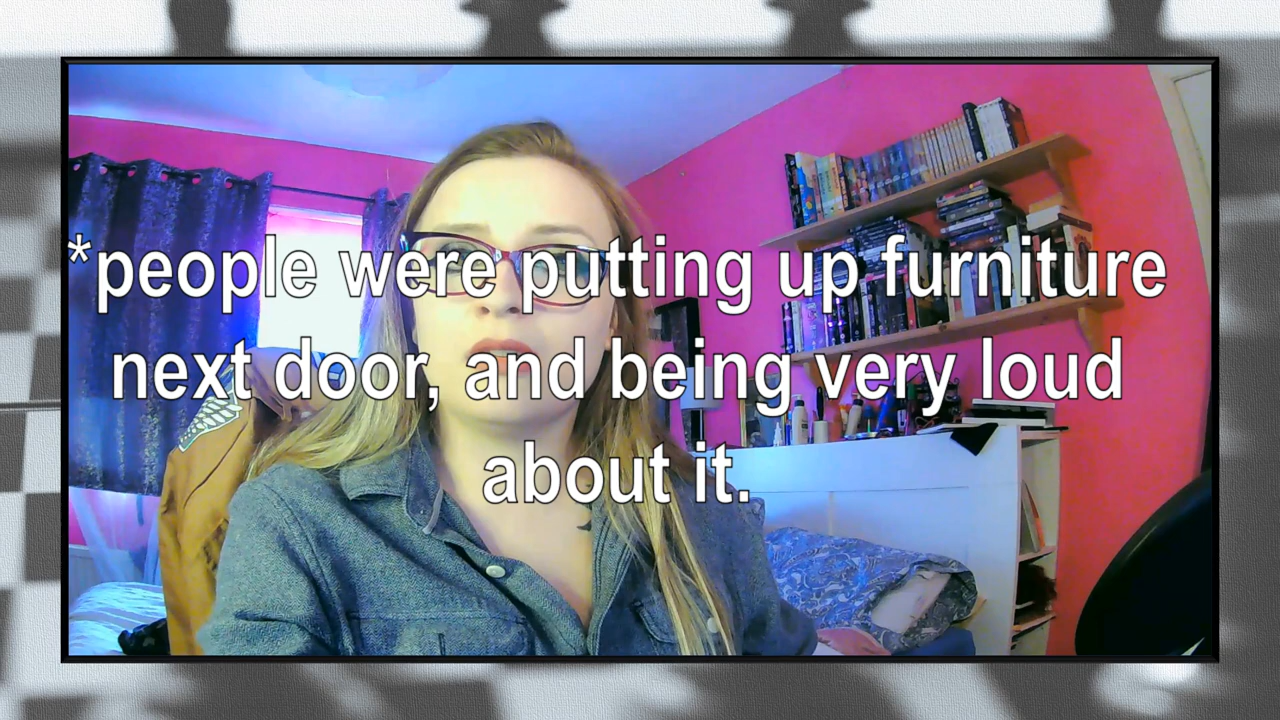 *people were putting up furniture
next door, and being very loud
about it.